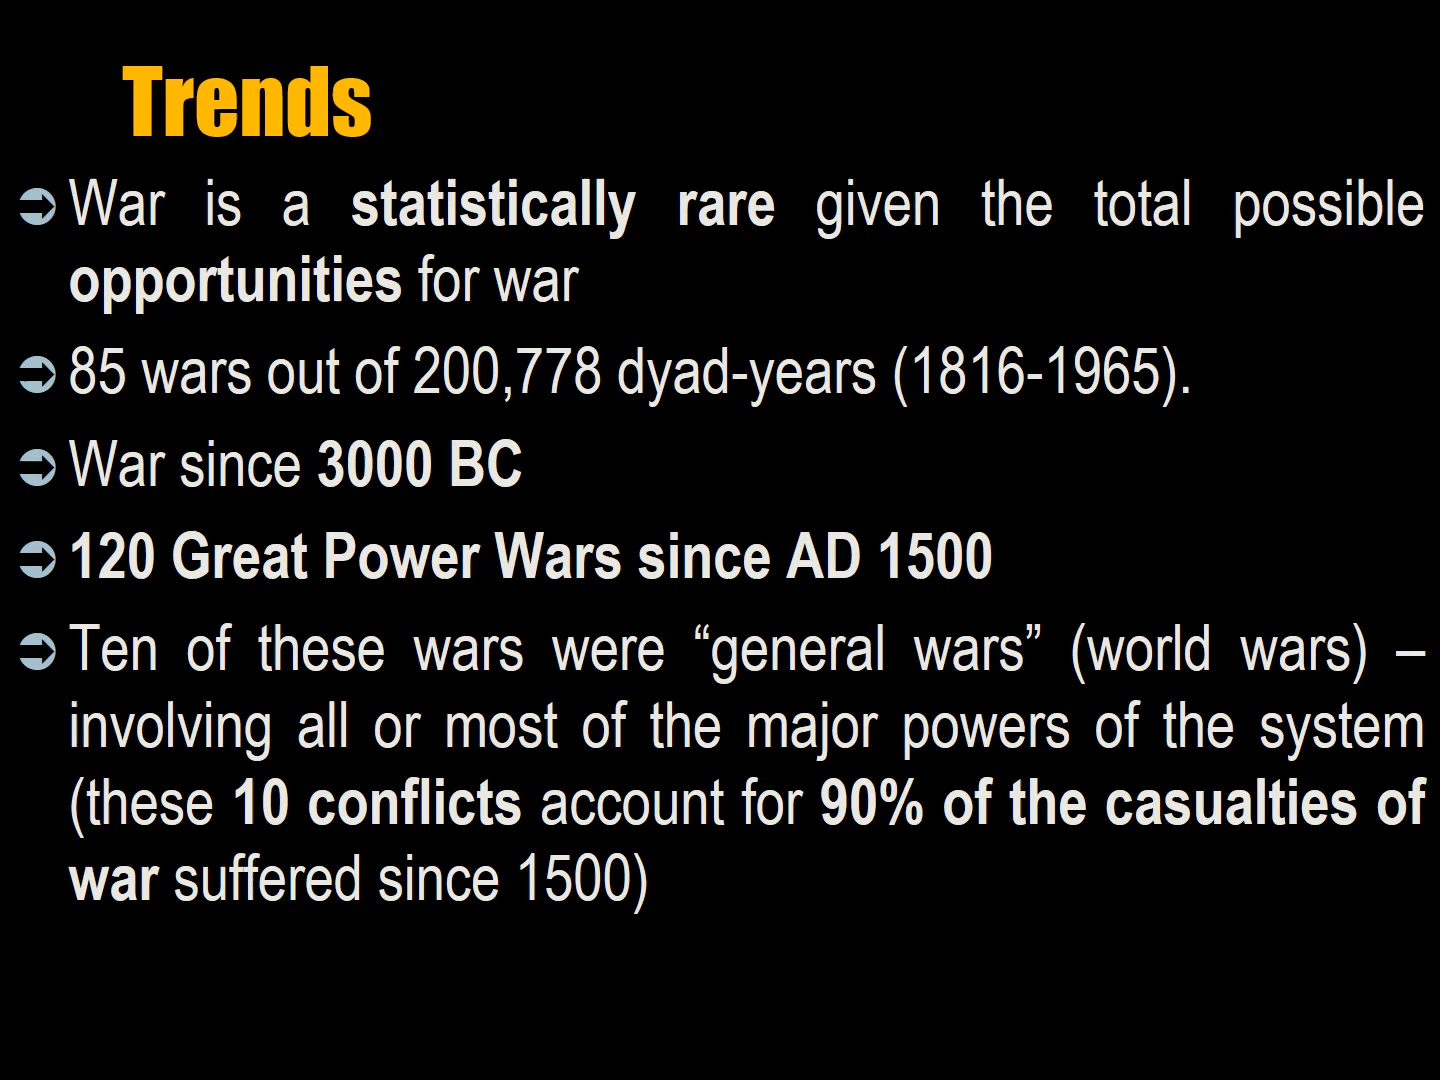 Trends
War is a statistically rare given the total possible
opportunities for war
85 wars out of 200,778 dyad-years (1816-1965).
War since 3000 BC
120 Great Power Wars since AD 1500
Ten of these wars were “general wars” (world wars) –
involving all or most of the major powers of the system
(these 10 conflicts account for 90% of the casualties of
war suffered since 1500)